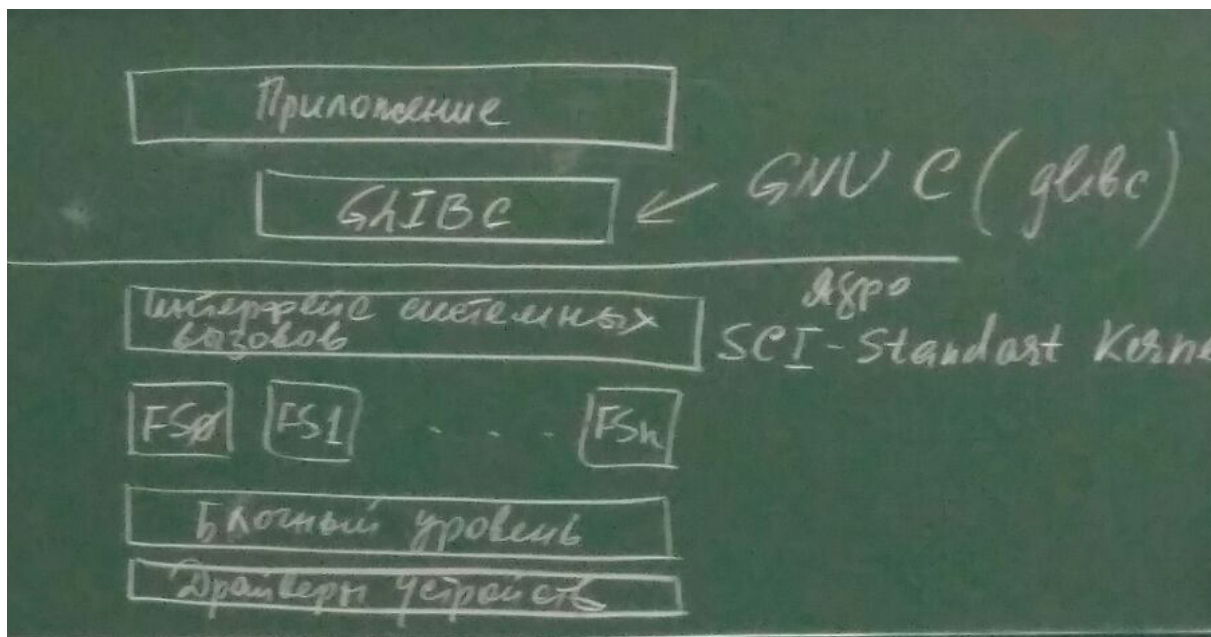 Приложение
GLIBC
GNU C (glibc)
Ядро
Интерфейс системных
вызовов
SCI - Standart Kerne
FS0 FS1 . . . FSn
Блочный уровень
Драйверы устройств